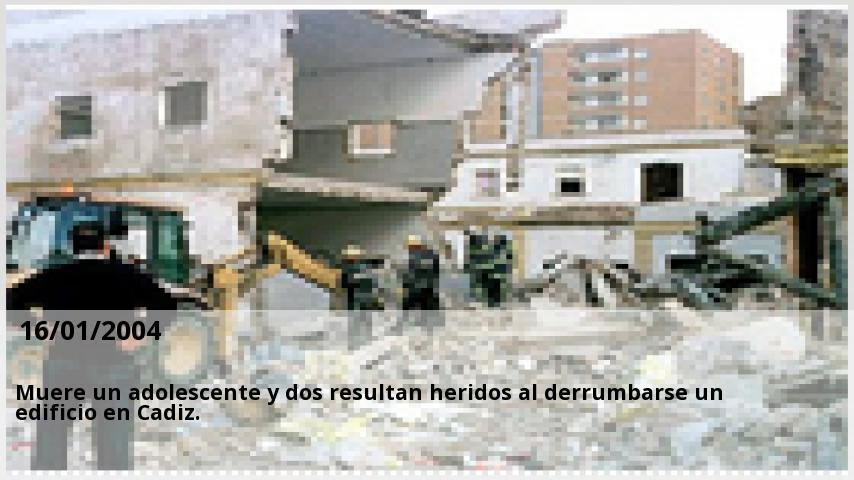 16/01/2004
Muere un adolescente y dos resultan heridos al derrumbarse un
edificio en Cadiz.